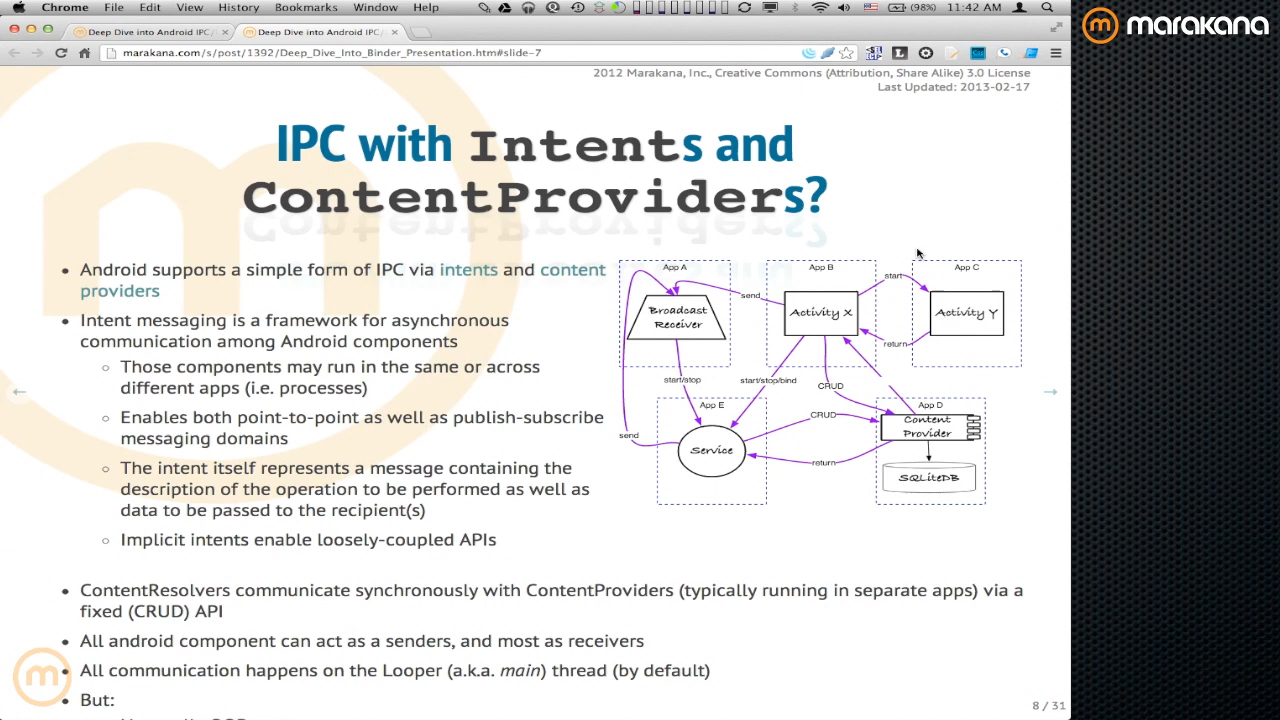 Chrome File Edit View History Bookmarks Window Help (98%) 11:42 AM
marakana
Deep Dive into Android IPC/ Deep Dive into Android IPC/
marakana.com/s/post/1392/Deep_Dive_Into_Binder_Presentation.htm#slide-7
2012 Marakana, Inc., Creative Commons (Attribution, Share Alike) 3.0 License
Last Updated: 2013-02-17
IPC with Intents and
ContentProviders?
• Android supports a simple form of IPC via intents and content
providers
• Intent messaging is a framework for asynchronous
communication among Android components
Those components may run in the same or across
different apps (i.e. processes)
Enables both point-to-point as well as publish-subscribe
messaging domains
The intent itself represents a message containing the
description of the operation to be performed as well as
data to be passed to the recipient(s)
Implicit intents enable loosely-coupled APIs
App A
App B
App C
start
send
Broadcast
Receiver
Activity X
Activity Y
return
start/stop
start/stop/bind
CRUD
App E
App D
CRUD
Content
Provider
send
Service
return
SQLiteDB
• ContentResolvers communicate synchronously with ContentProviders (typically running in separate apps) via a
fixed (CRUD) API
• All android component can act as a senders, and most as receivers
• All communication happens on the Looper (a.k.a. main) thread (by default)
• But:
8 / 31